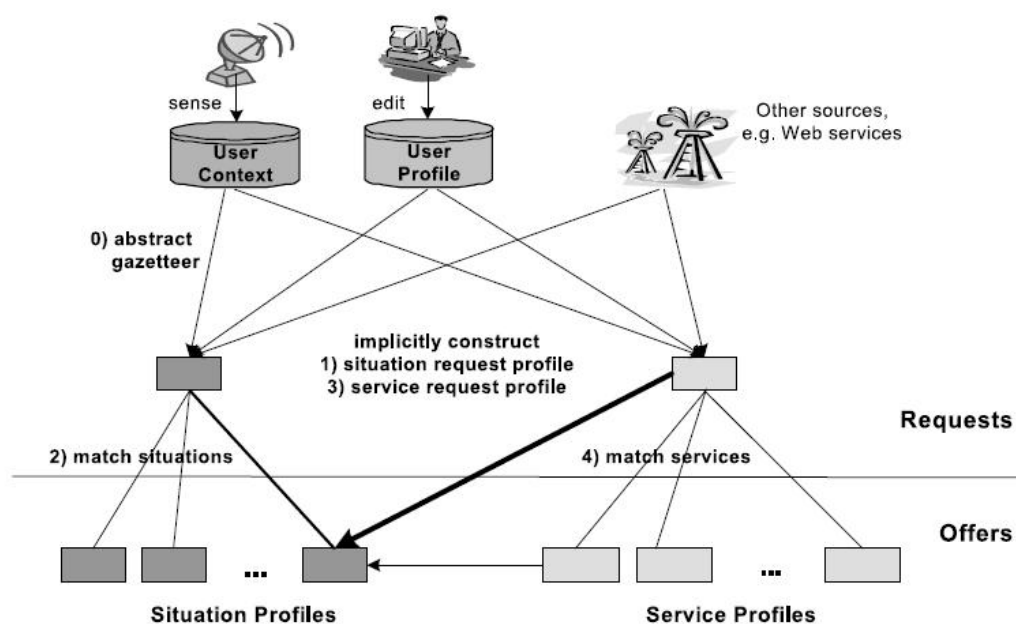 sense
edit
Other sources,
e.g. Web services
User
Context
User
Profile
0) abstract
gazetteer
implicitly construct
1) situation request profile
3) service request profile
Requests
2) match situations
4) match services
Offers
...
...
Situation Profiles
Service Profiles